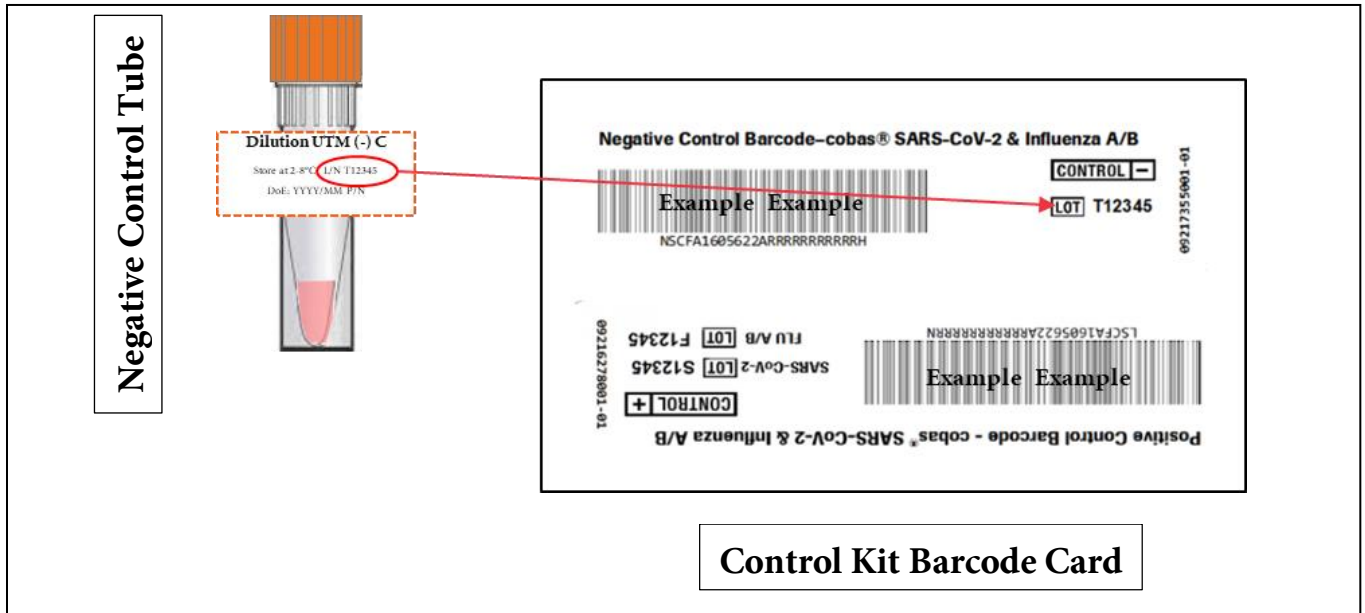 Negative Control Tube
Dilution UTM (-) C
Store at 2-8°C L/N T12345
DoE: YYYY/MM P/N
Negative Control Barcode–cobas® SARS-CoV-2 & Influenza A/B
CONTROL –
LOT T12345
09217355001-01
Example Example
NSCFA1605622ARRRRRRRRRRRH
Positive Control Barcode - cobas® SARS-CoV-2 & Influenza A/B
CONTROL +
SARS-CoV-2 LOT S12345
FLU A/B LOT F12345
09216278001-01
Example Example
LSCFA1605622ARRRRRRRRRRRN
Control Kit Barcode Card